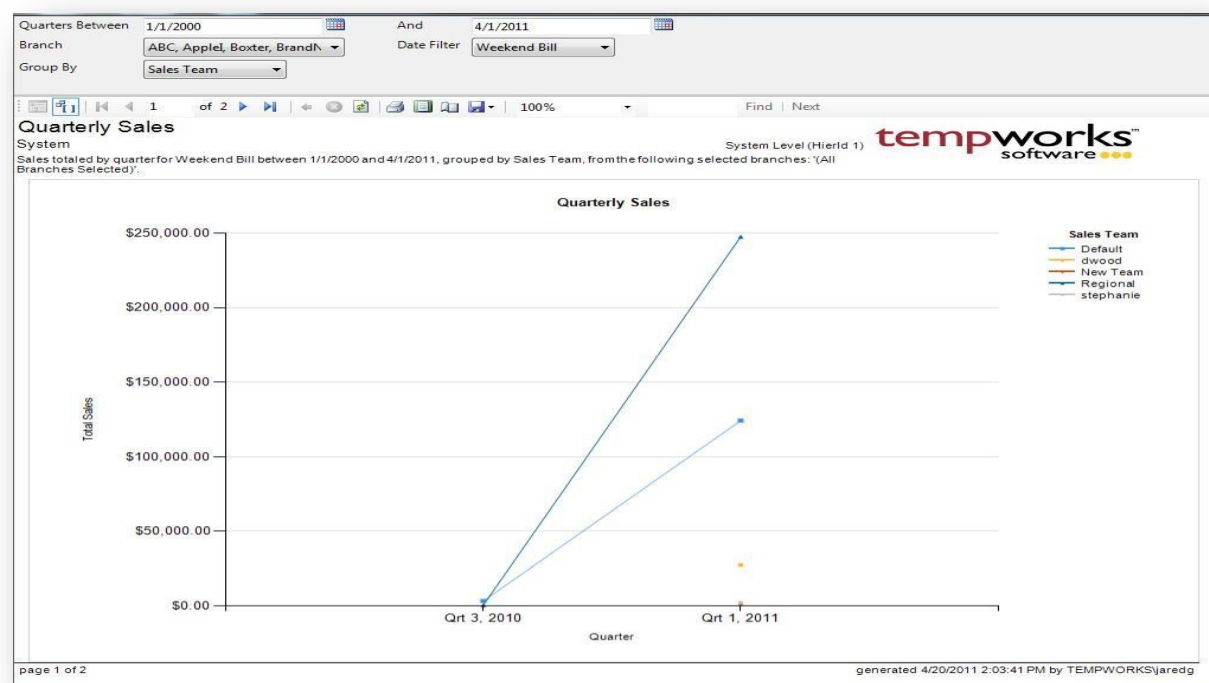 Quarters Between 1/1/2000 And 4/1/2011
Branch ABC, Applel, Boxter, BrandN Date Filter Weekend Bill
Group By Sales Team
1 of 2 100% Find | Next
Quarterly Sales
System
System Level (HierId 1)
tempworks™
software
Sales totaled by quarter for Weekend Bill between 1/1/2000 and 4/1/2011, grouped by Sales Team, from the following selected branches: '(All
Branches Selected)'.
Quarterly Sales
$250,000.00
$200,000.00
$150,000.00
$100,000.00
$50,000.00
$0.00
Total Sales
Qrt 3, 2010
Qrt 1, 2011
Quarter
Sales Team
Default
dwood
New Team
Regional
stephanie
page 1 of 2
generated 4/20/2011 2:03:41 PM by TEMPWORKS\jaredg